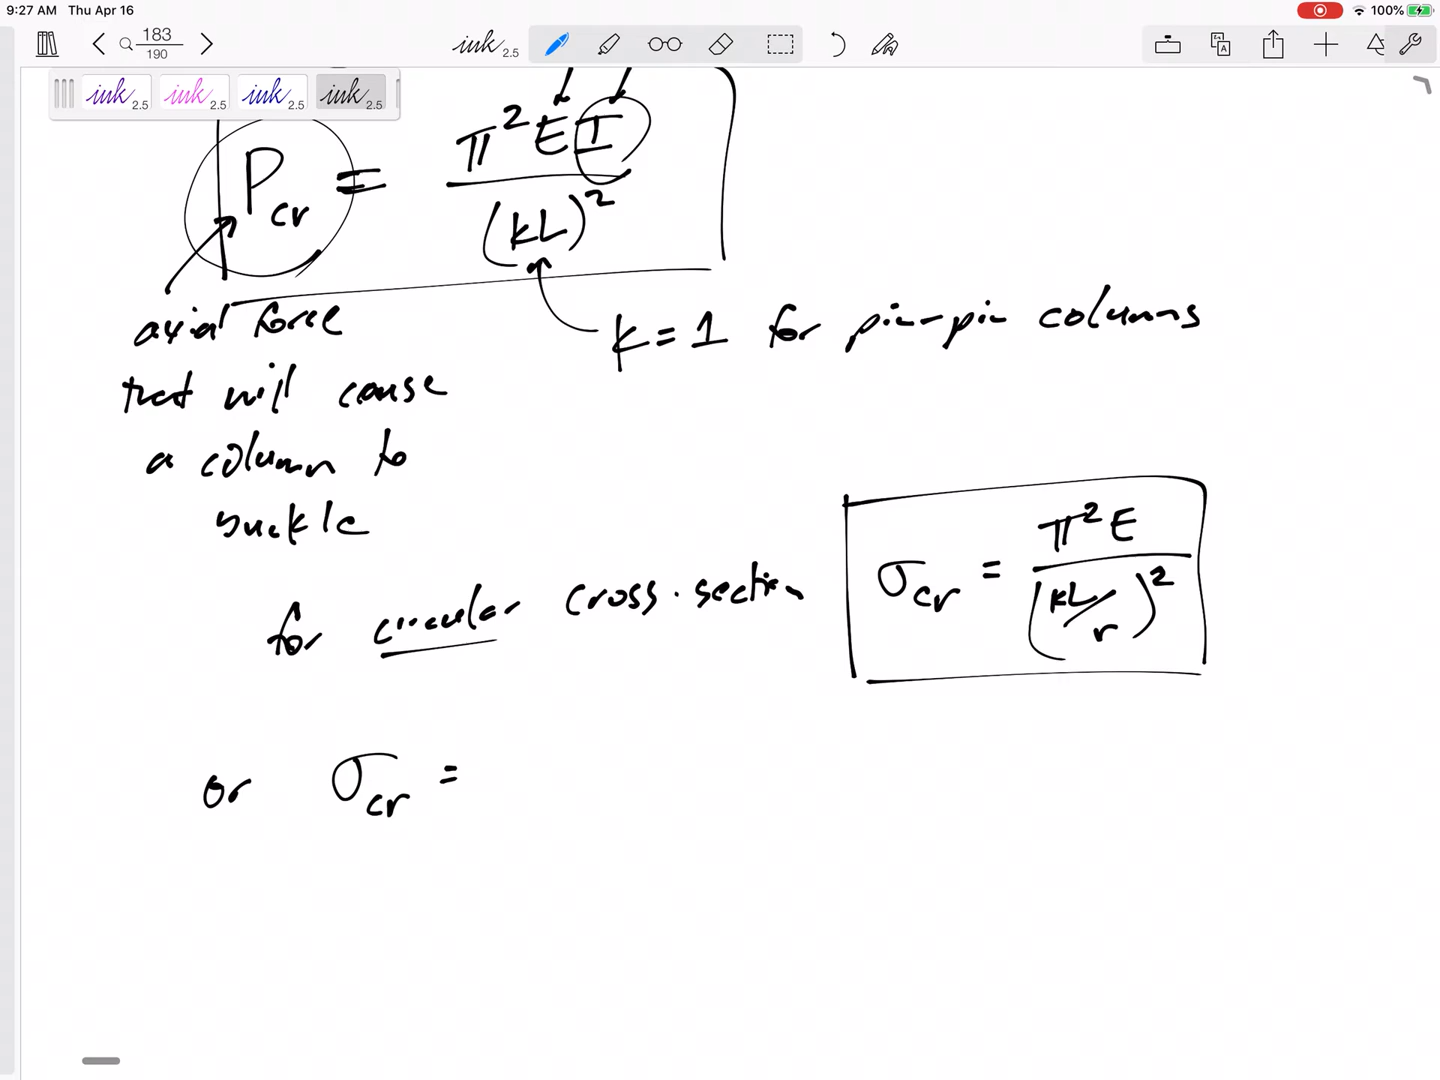 9:27 AM Thu Apr 16
100%
183
190
ink 2.5
ink 2.5 ink 2.5 ink 2.5 ink 2.5
P_cr = π² E I / (kL)²
axial force
that will cause
a column to
buckle
k = 1 for pin-pin columns
for circular cross-section
σ_cr = π² E / (kL/r)²
or σ_cr =